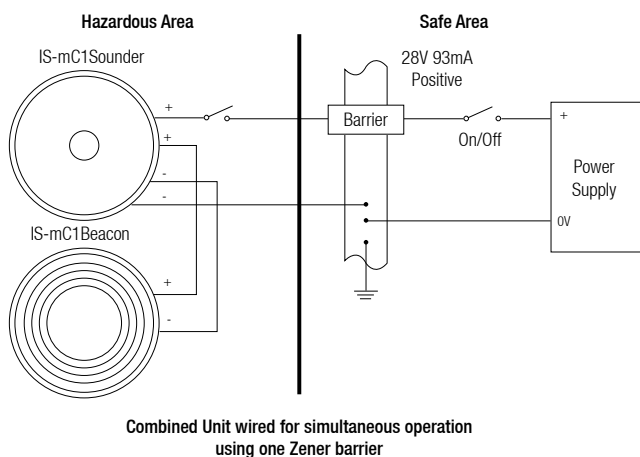 Hazardous Area
Safe Area
IS-mC1Sounder
28V 93mA
Positive
+
+
-
-
Barrier
On/Off
+
Power
Supply
0V
IS-mC1Beacon
+
-
Combined Unit wired for simultaneous operation
using one Zener barrier